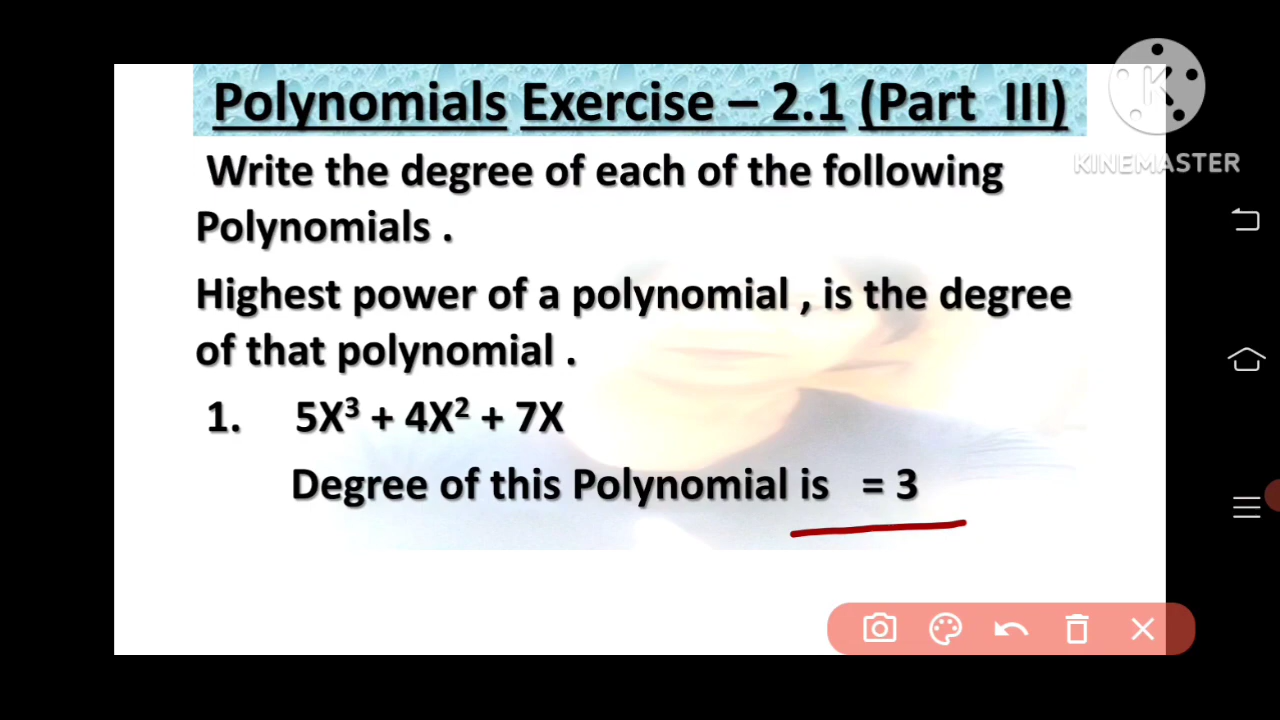 Polynomials Exercise – 2.1 (Part III)
KINEMASTER
Write the degree of each of the following
Polynomials .
Highest power of a polynomial , is the degree
of that polynomial .
1. 5X³ + 4X² + 7X
Degree of this Polynomial is = 3